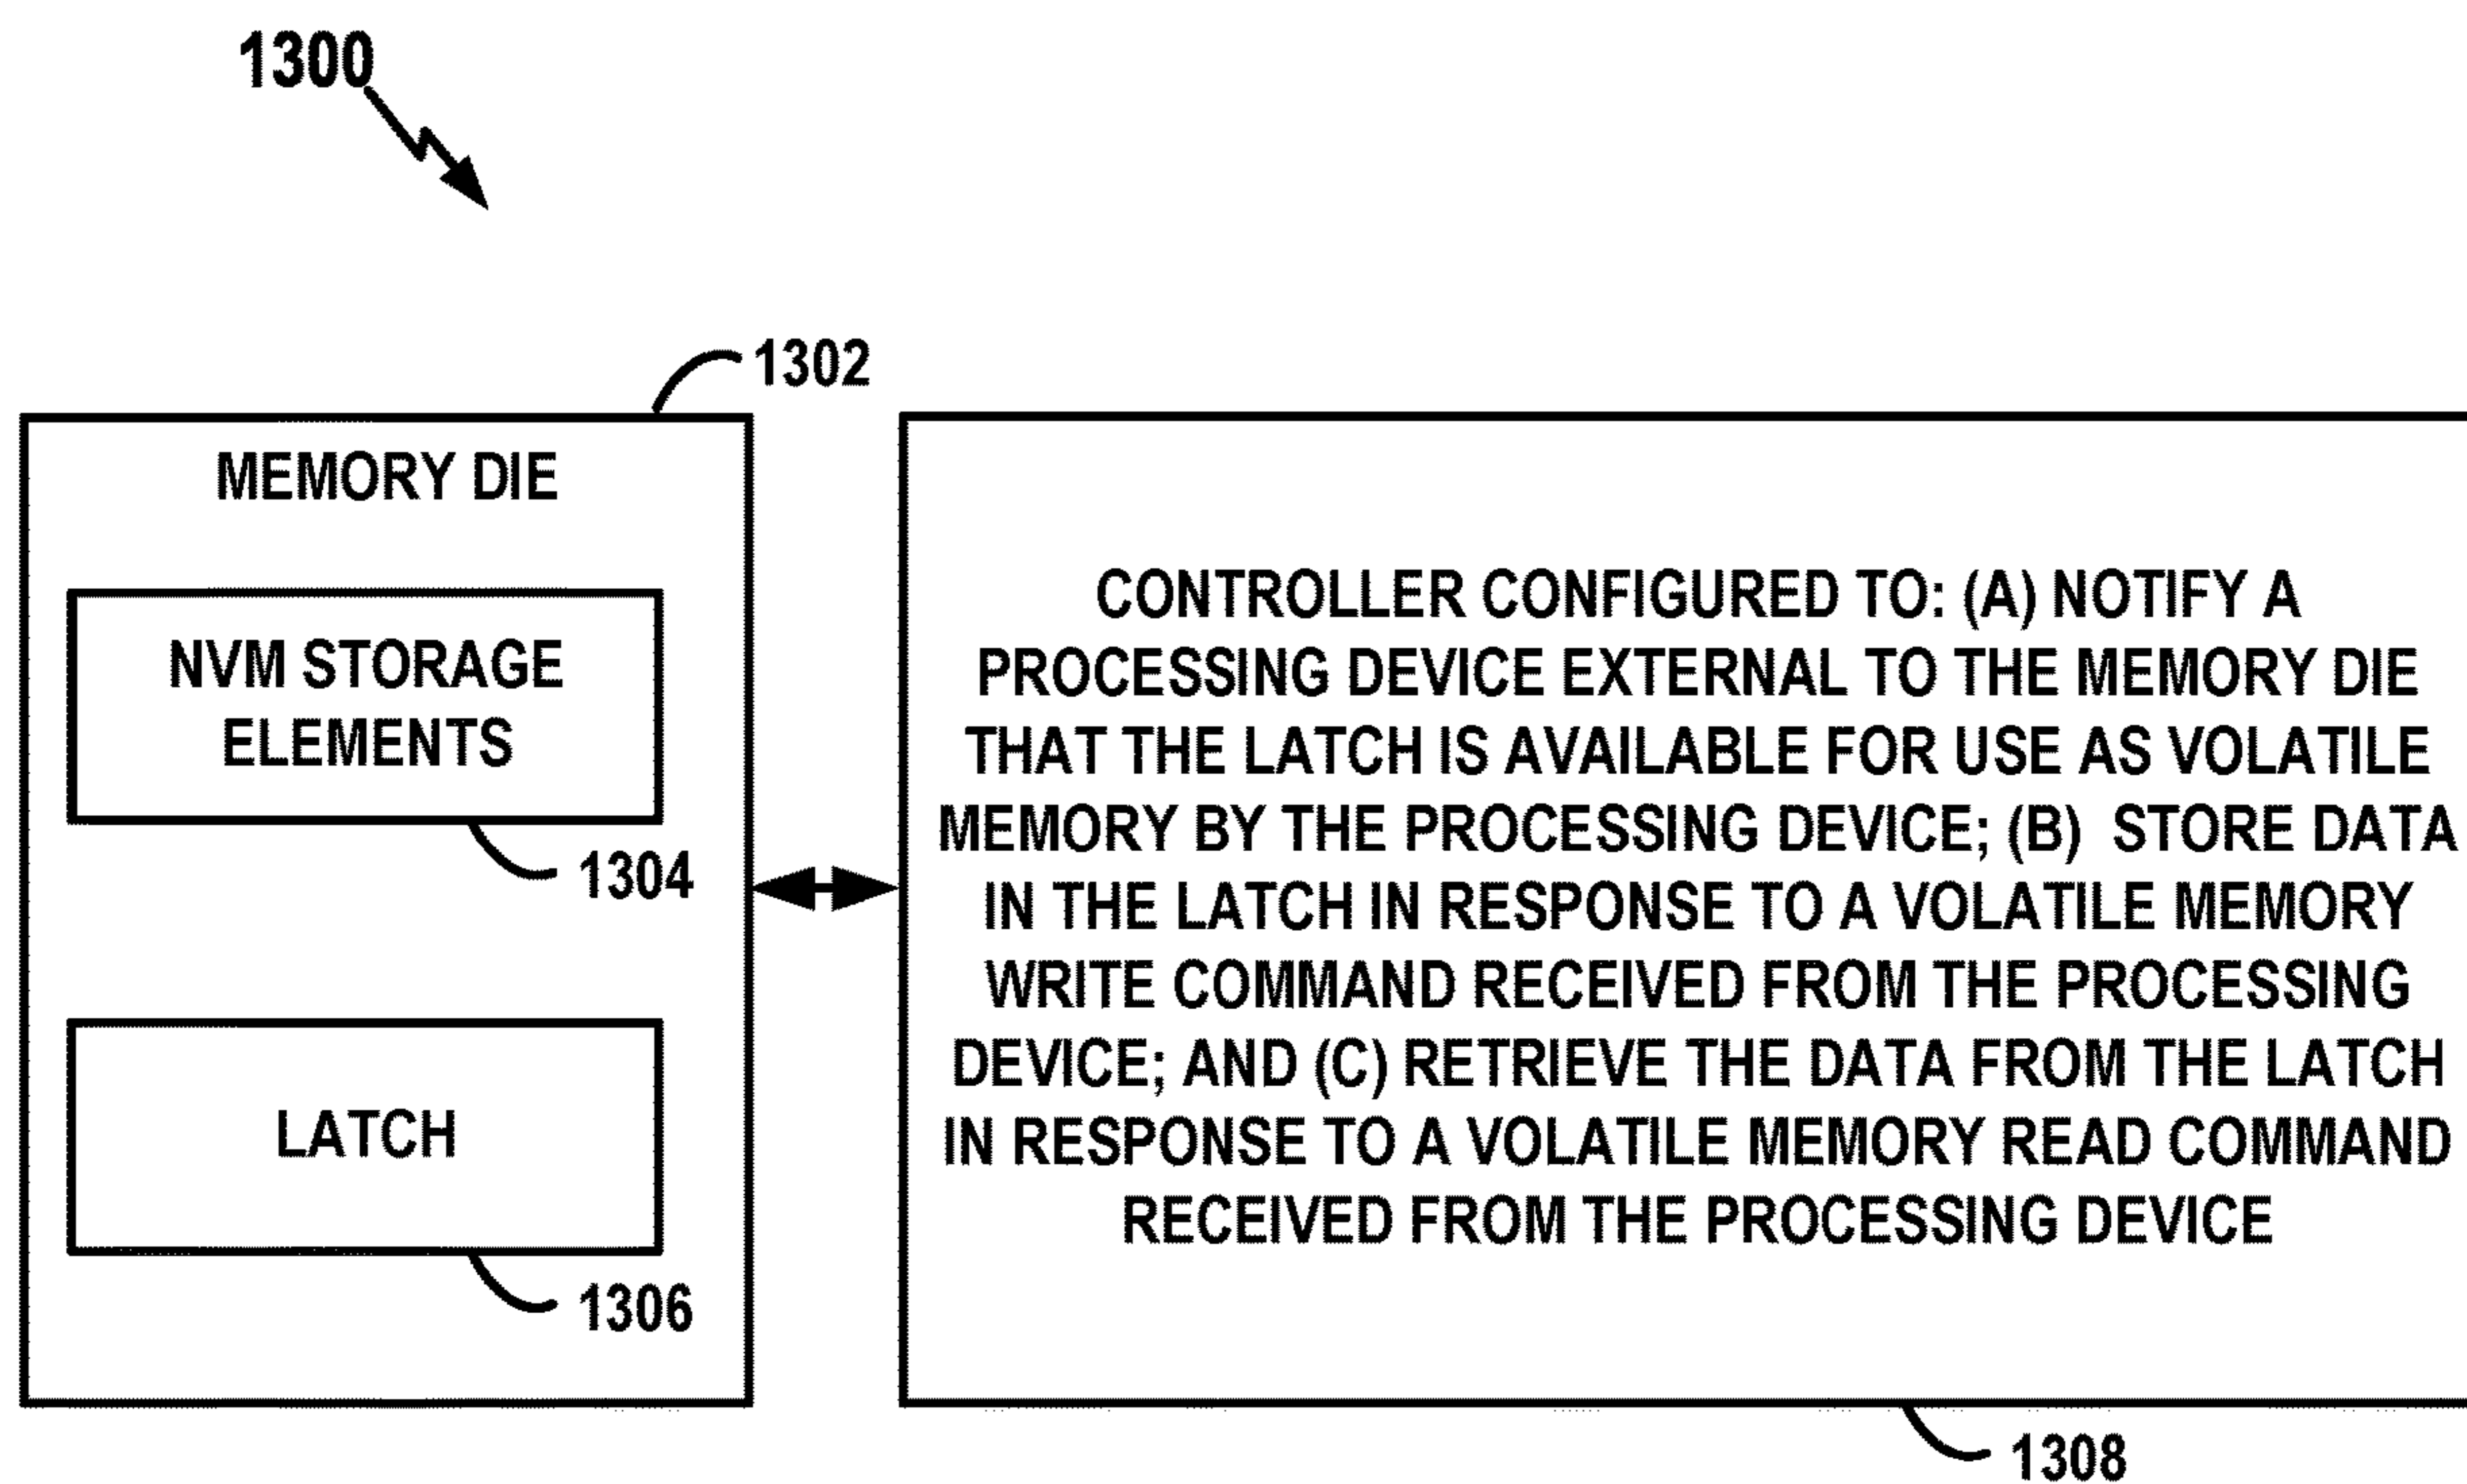 1300
1302
MEMORY DIE
NVM STORAGE
ELEMENTS
1304
LATCH
1306
CONTROLLER CONFIGURED TO: (A) NOTIFY A
PROCESSING DEVICE EXTERNAL TO THE MEMORY DIE
THAT THE LATCH IS AVAILABLE FOR USE AS VOLATILE
MEMORY BY THE PROCESSING DEVICE; (B) STORE DATA
IN THE LATCH IN RESPONSE TO A VOLATILE MEMORY
WRITE COMMAND RECEIVED FROM THE PROCESSING
DEVICE; AND (C) RETRIEVE THE DATA FROM THE LATCH
IN RESPONSE TO A VOLATILE MEMORY READ COMMAND
RECEIVED FROM THE PROCESSING DEVICE
1308